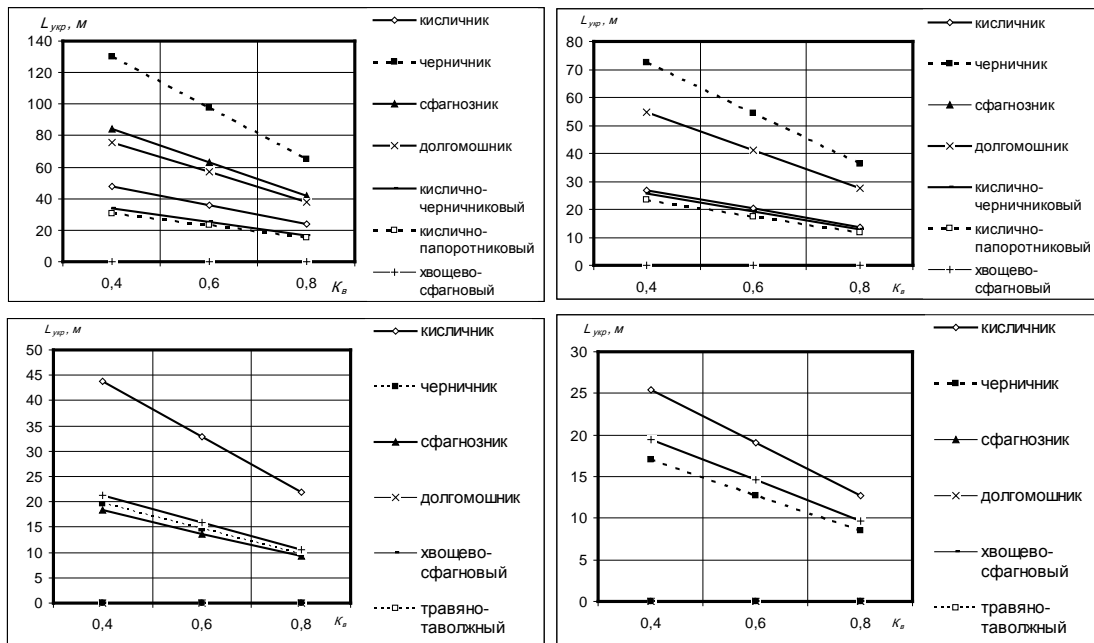 L укр, м
140
120
100
80
60
40
20
0
0,4
0,6
0,8
K в
кисличник
черничник
сфагнозник
долгомошник
кислично-
черничниковый
кислично-
папоротниковый
хвощево-
сфагновый
L укр, м
80
70
60
50
40
30
20
10
0
0,4
0,6
0,8
K в
кисличник
черничник
сфагнозник
долгомошник
кислично-
черничниковый
кислично-
папоротниковый
хвощево-
сфагновый
L укр, м
50
45
40
35
30
25
20
15
10
5
0
0,4
0,6
0,8
K в
кисличник
черничник
сфагнозник
долгомошник
хвощево-
сфагновый
травяно-
таволжный
L укр, м
30
25
20
15
10
5
0
0,4
0,6
0,8
K в
кисличник
черничник
сфагнозник
долгомошник
хвощево-
сфагновый
травяно-
таволжный